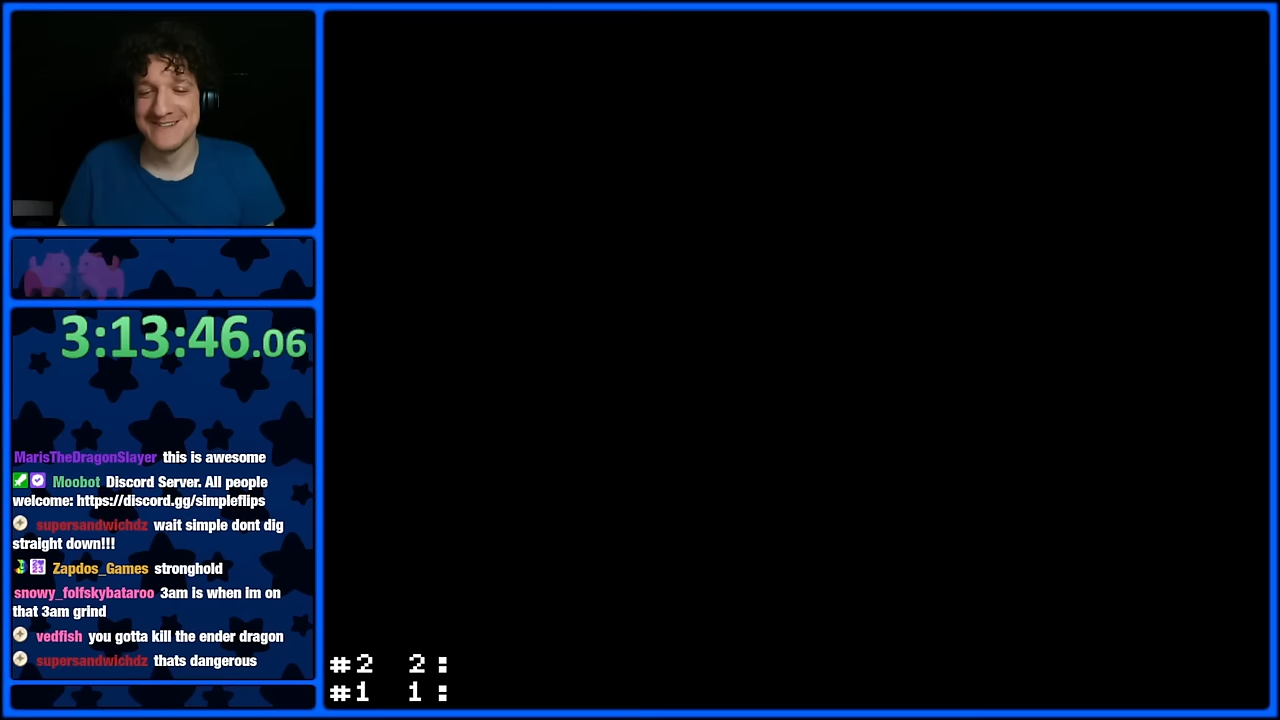 3:13:46.06
MarisTheDragonSlayer this is awesome
Moobot Discord Server. All people
welcome: https://discord.gg/simpleflips
supersandwichdz wait simple dont dig
straight down!!!
Zapdos_Games stronghold
snowy_folfskybataroo 3am is when im on
that 3am grind
vedfish you gotta kill the ender dragon
supersandwichdz thats dangerous
#2 2:
#1 1: